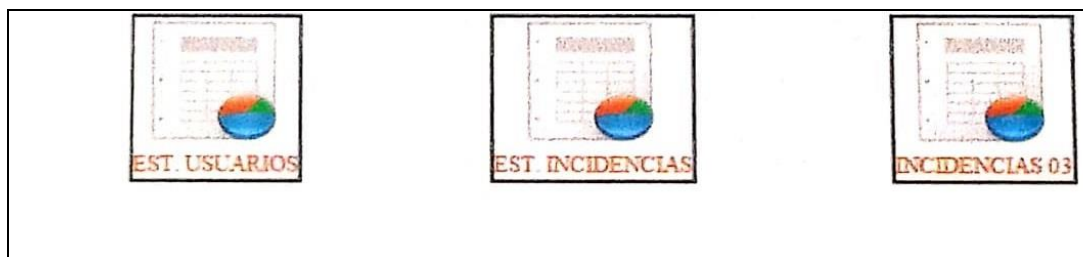 EST. USUARIOS
EST. INCIDENCIAS
INCIDENCIAS 03